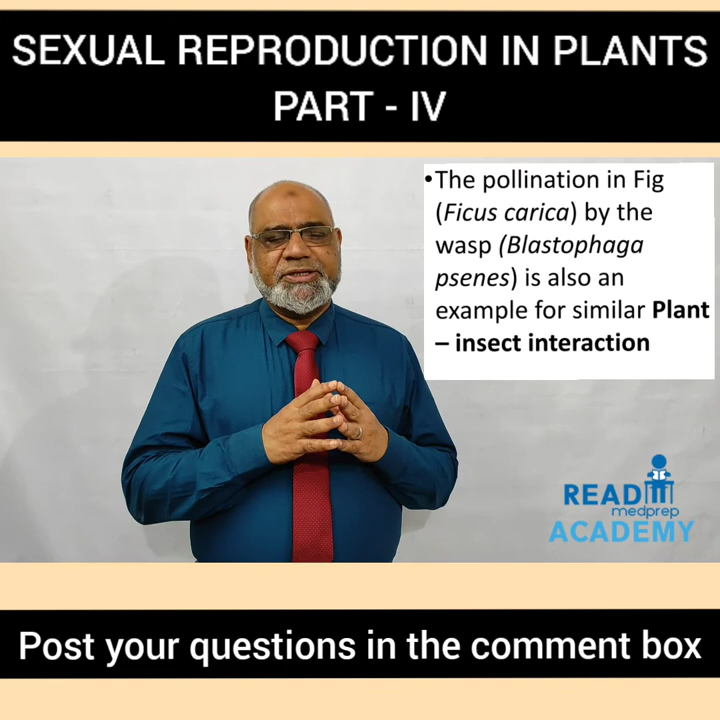 SEXUAL REPRODUCTION IN PLANTS
PART - IV
•The pollination in Fig
(Ficus carica) by the
wasp (Blastophaga
psenes) is also an
example for similar Plant
– insect interaction
READ
medprep
ACADEMY
Post your questions in the comment box